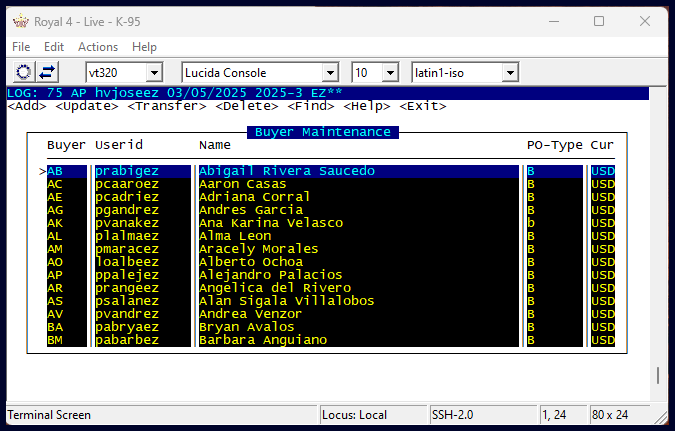 Royal 4 - Live - K-95
File Edit Actions Help
vt320 Lucida Console 10 latin1-iso
LOG: 75 AP hvjoseez 03/05/2025 2025-3 EZ**
<Add> <Update> <Transfer> <Delete> <Find> <Help> <Exit>
Buyer Maintenance
Buyer Userid Name PO-Type Cur
>AB prabigez Abigail Rivera Saucedo B USD
AC pcaaroez Aaron Casas B USD
AE pcadriez Adriana Corral B USD
AG pgandrez Andres Garcia B USD
AK pvanakez Ana Karina Velasco b USD
AL plalmaez Alma Leon B USD
AM pmaracez Aracely Morales B USD
AO loalbeez Alberto Ochoa B USD
AP ppalejez Alejandro Palacios B USD
AR prangeez Angelica del Rivero B USD
AS psalanez Alan Sigala Villalobos B USD
AV pvandrez Andrea Venzor B USD
BA pabryaez Bryan Avalos B USD
BM pabarbez Barbara Anguiano B USD
Terminal Screen Locus: Local SSH-2.0 1, 24 80 x 24